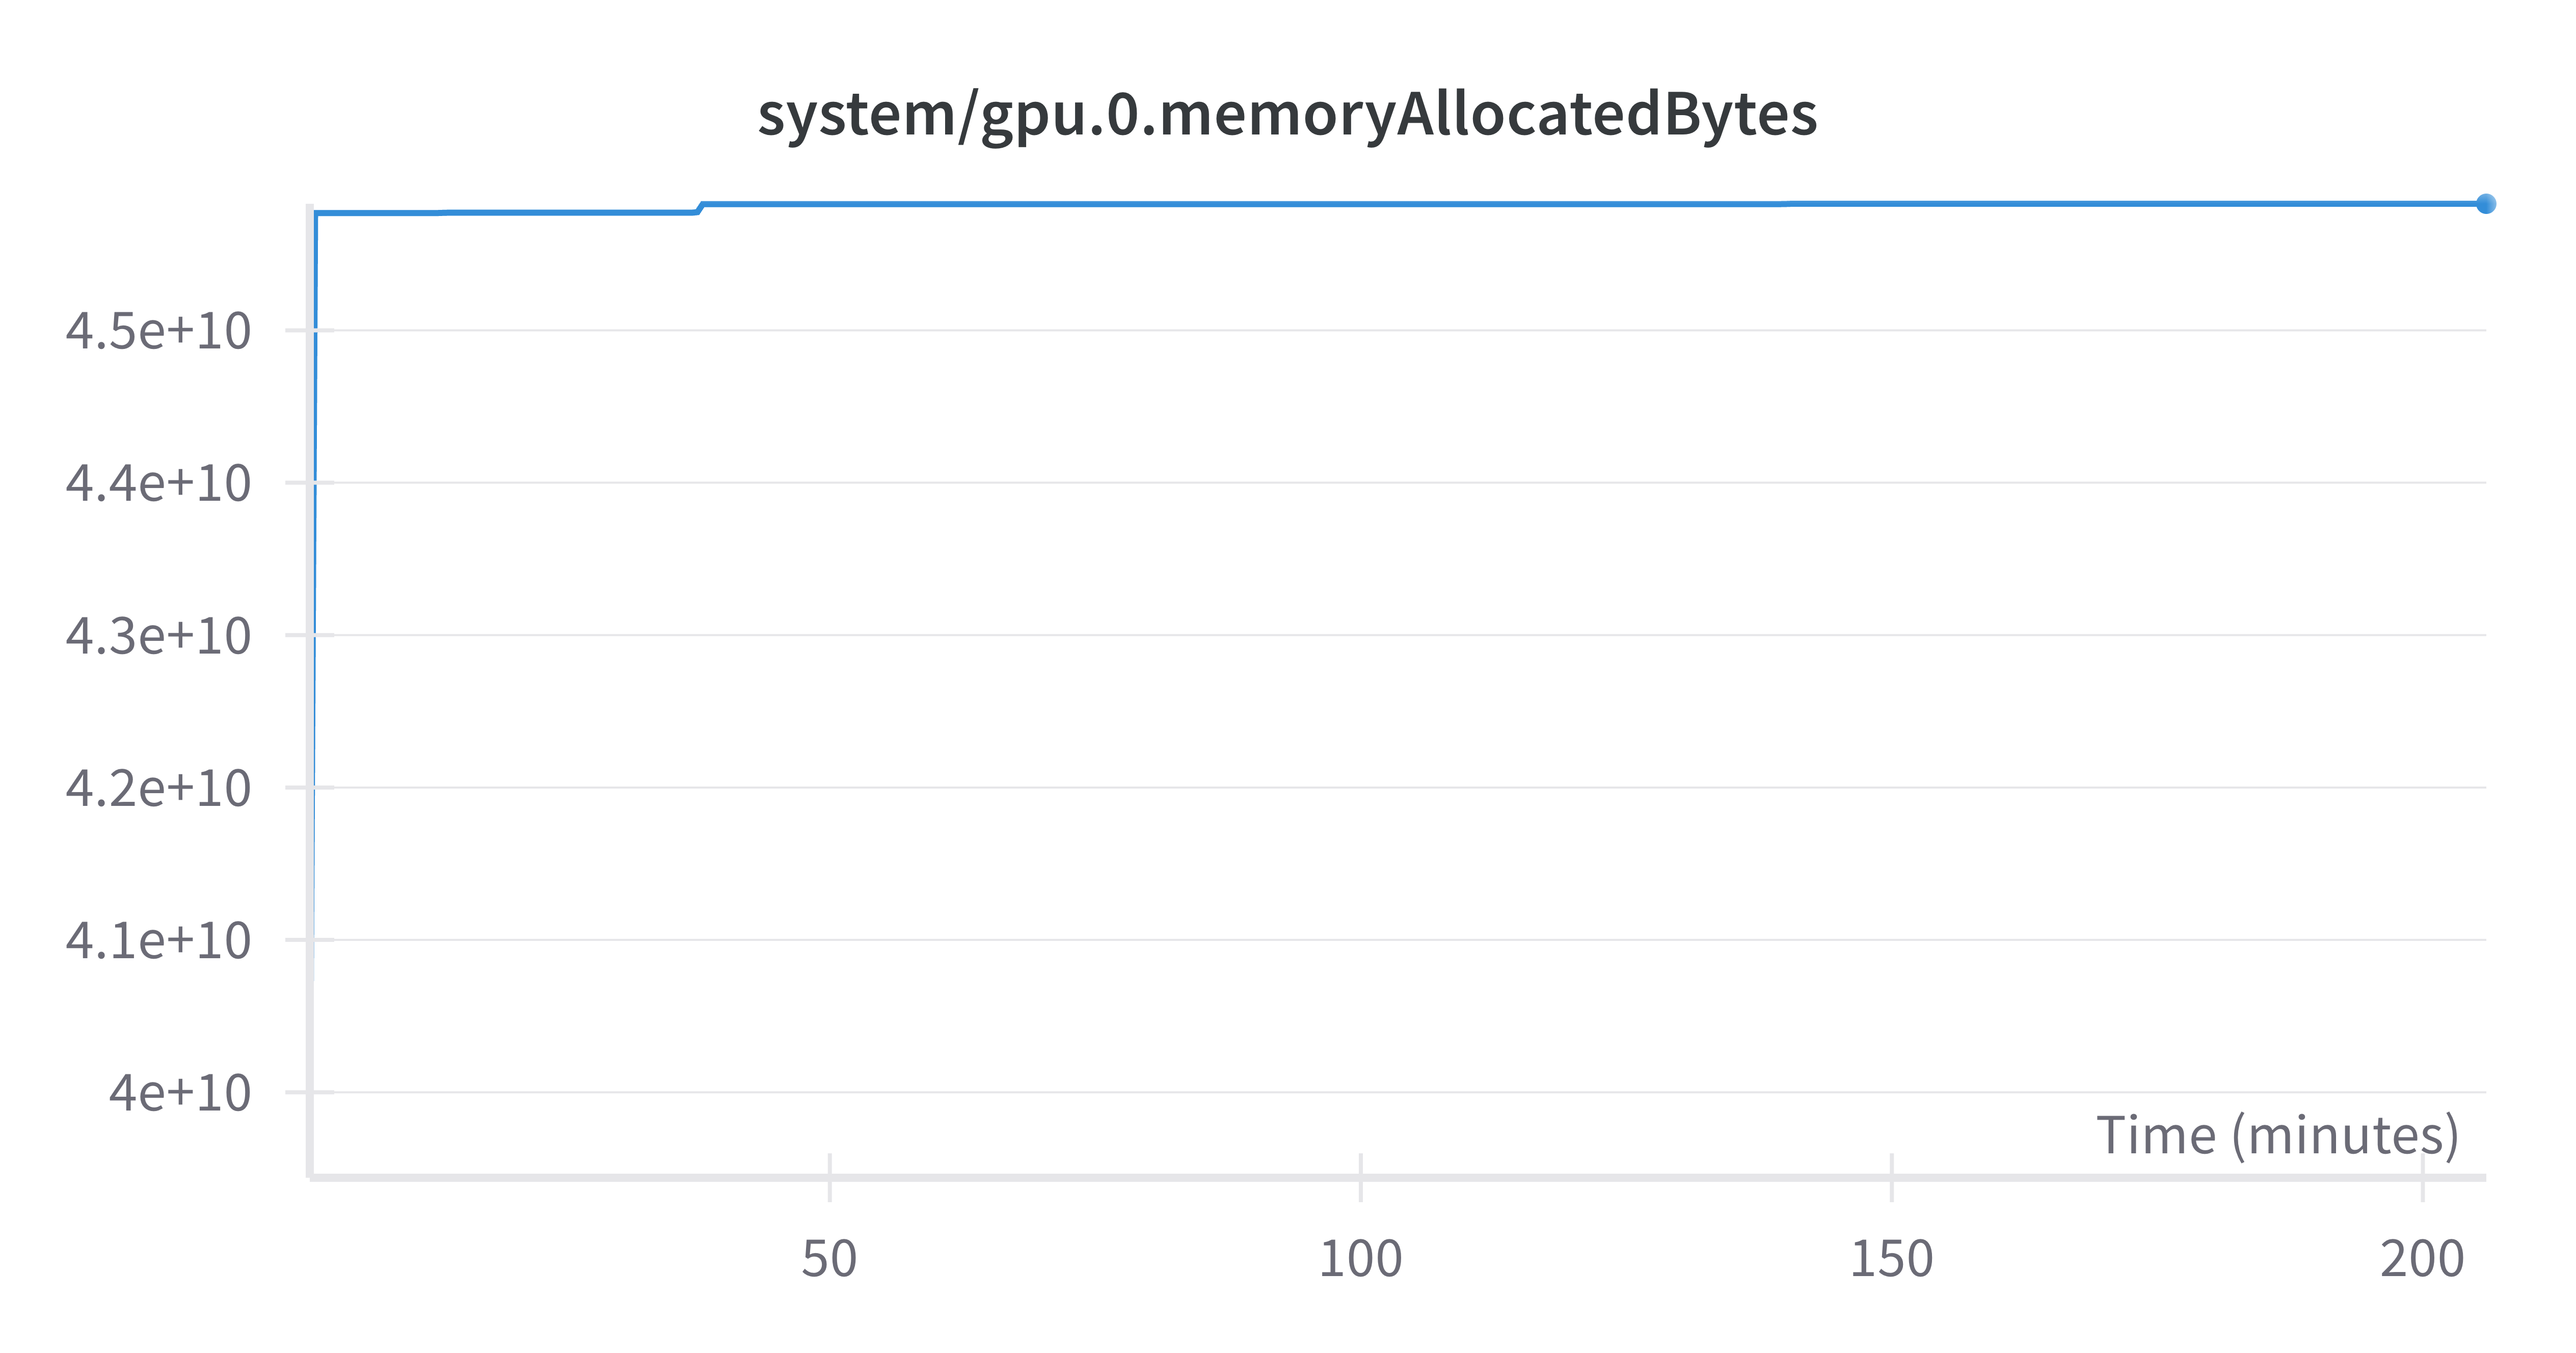 system/gpu.0.memoryAllocatedBytes
4.5e+10
4.4e+10
4.3e+10
4.2e+10
4.1e+10
4e+10
Time (minutes)
50 100 150 200